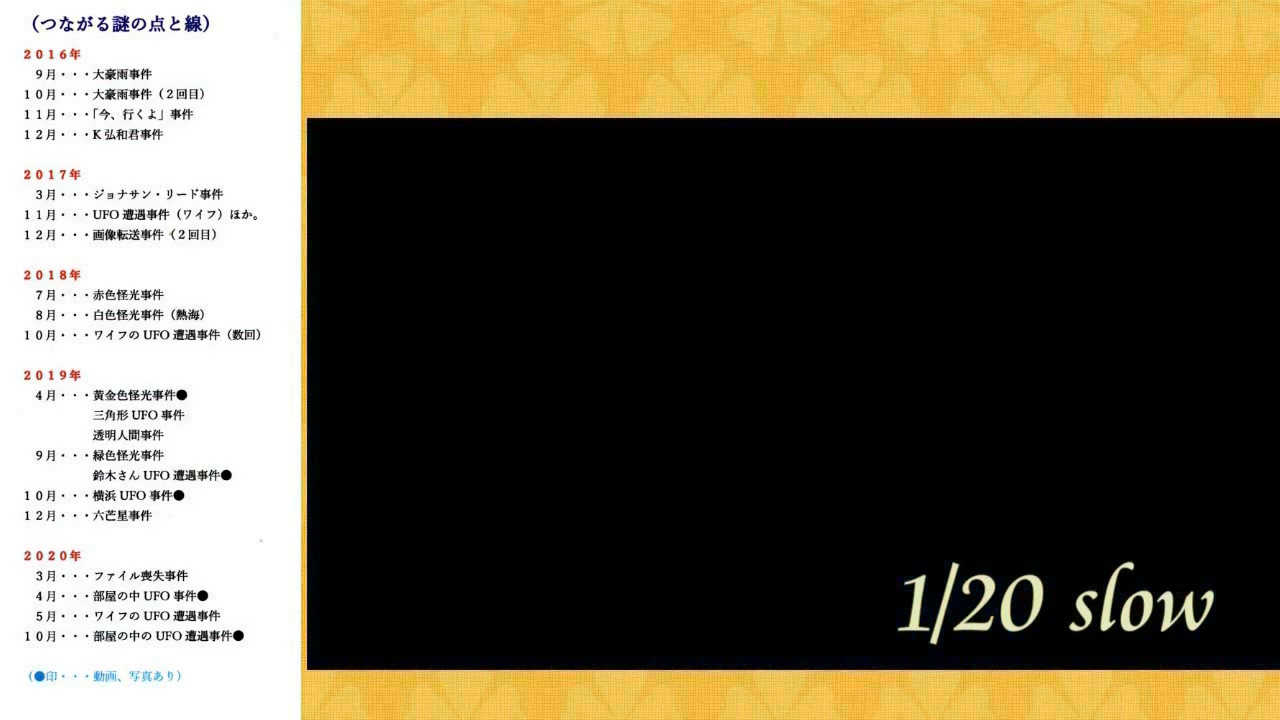 （つながる謎の点と線）
２０１６年
９月・・・大豪雨事件
１０月・・・大豪雨事件（２回目）
１１月・・・「今、行くよ」事件
１２月・・・K 弘和君事件
２０１７年
３月・・・ジョナサン・リード事件
１１月・・・UFO 遭遇事件（ワイフ）ほか。
１２月・・・画像転送事件（２回目）
２０１８年
７月・・・赤色怪光事件
８月・・・白色怪光事件（熱海）
１０月・・・ワイフの UFO 遭遇事件（数回）
２０１９年
４月・・・黄金色怪光事件●
三角形 UFO 事件
透明人間事件
９月・・・緑色怪光事件
鈴木さん UFO 遭遇事件●
１０月・・・横浜 UFO 事件●
１２月・・・六芒星事件
２０２０年
３月・・・ファイル喪失事件
４月・・・部屋の中 UFO 事件●
５月・・・ワイフの UFO 遭遇事件
１０月・・・部屋の中の UFO 遭遇事件●
（●印・・・動画、写真あり）
1/20 slow